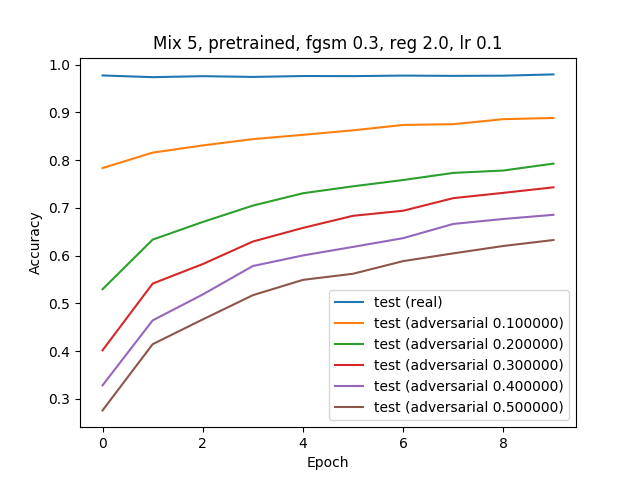 Mix 5, pretrained, fgsm 0.3, reg 2.0, lr 0.1
1.0
0.9
0.8
0.7
0.6
0.5
0.4
0.3
Accuracy
test (real)
test (adversarial 0.100000)
test (adversarial 0.200000)
test (adversarial 0.300000)
test (adversarial 0.400000)
test (adversarial 0.500000)
0 2 4 6 8
Epoch